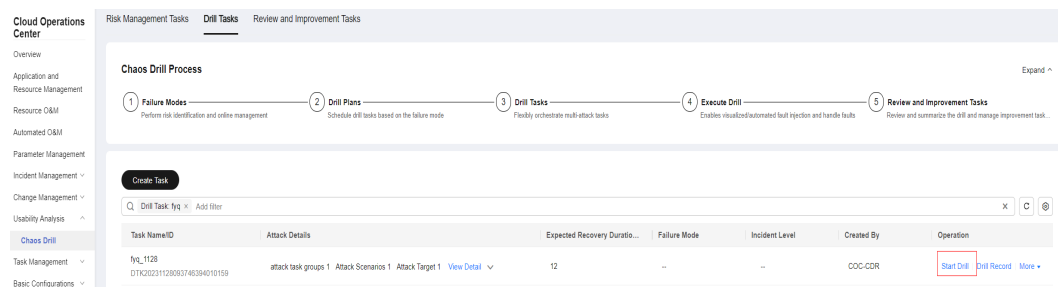 Cloud Operations
Center
Overview
Application and
Resource Management
Resource O&M
Automated O&M
Parameter Management
Incident Management
Change Management
Usability Analysis
Chaos Drill
Task Management
Basic Configurations
Risk Management Tasks Drill Tasks Review and Improvement Tasks
Chaos Drill Process Expand
1 Failure Modes 2 Drill Plans 3 Drill Tasks 4 Execute Drill 5 Review and Improvement Tasks
Perform risk identification and online management Schedule drill tasks based on the failure mode Flexibly orchestrate multi-attack tasks Enables visualized/automated fault injection and handle faults Review and summarize the drill and manage improvement task...
Create Task
Drill Task: fyq × Add filter X
Task Name/ID Attack Details Expected Recovery Duratio... Failure Mode Incident Level Created By Operation
fyq_1128
DTK20231128093746394010159
attack task groups 1 Attack Scenarios 1 Attack Target 1 View Detail 12 -- -- COC-CDR Start Drill Drill Record More